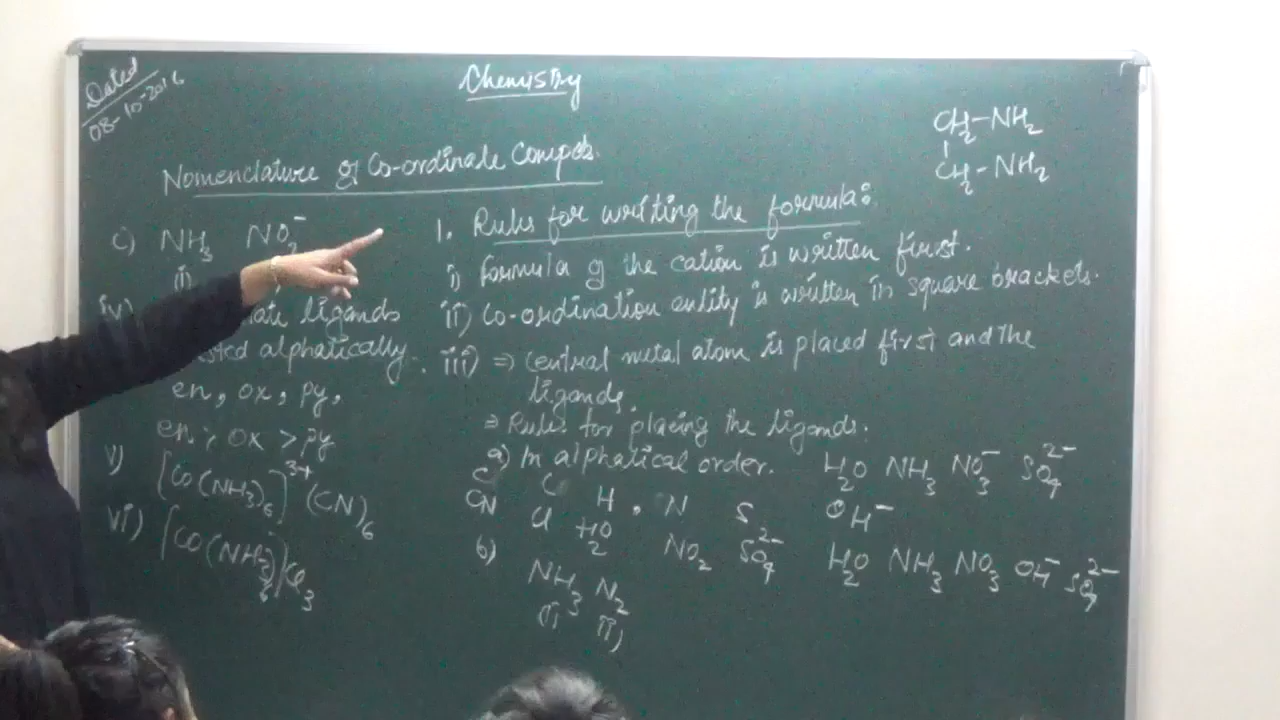 Dated
08-10-2016
Chemistry
CH2-NH2
CH2-NH2
Nomenclature of Co-ordinate Compds.
c) NH3 NO2-
i)
iv) ligands
alphatically.
en, ox, py,
en > ox > py
v) [Co(NH3)6]3+ (CN)6
vi) [Co(NH3)
1. Rules for writing the formula:
i) formula of the cation is written first.
ii) Co-ordination entity is written in square brackets.
iii) ⇒ Central metal atom is placed first and the
ligands.
⇒ Rules for placing the ligands.
a) In alphatical order. H2O NH3 NO3- SO4 2-
C C H , N S OH-
CN Cl H2O NO2 SO4 2- H2O NH3 NO3 OH- SO4 2-
b) NH3 N2
(i) ii)